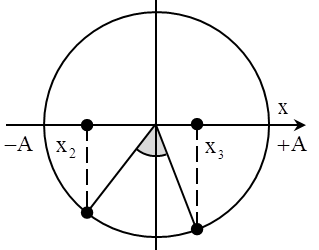 x
−A x₂ x₃ +A